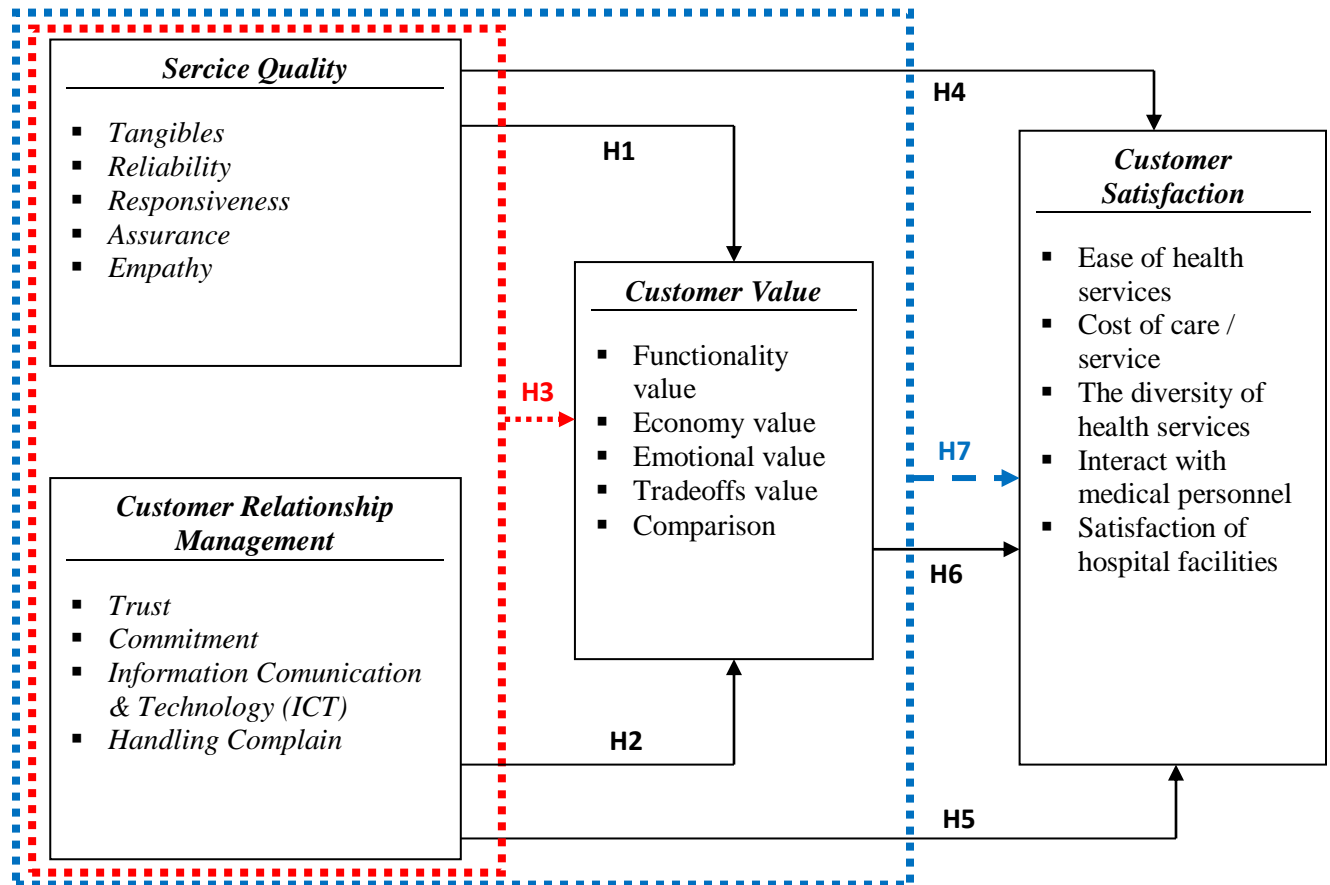 Sercice Quality
▪ Tangibles
▪ Reliability
▪ Responsiveness
▪ Assurance
▪ Empathy
H4
H1
Customer
Satisfaction
▪ Ease of health
services
▪ Cost of care /
service
▪ The diversity of
health services
▪ Interact with
medical personnel
▪ Satisfaction of
hospital facilities
Customer Value
▪ Functionality
value
▪ Economy value
▪ Emotional value
▪ Tradeoffs value
▪ Comparison
H3
H7
H6
Customer Relationship
Management
▪ Trust
▪ Commitment
▪ Information Comunication
& Technology (ICT)
▪ Handling Complain
H2
H5